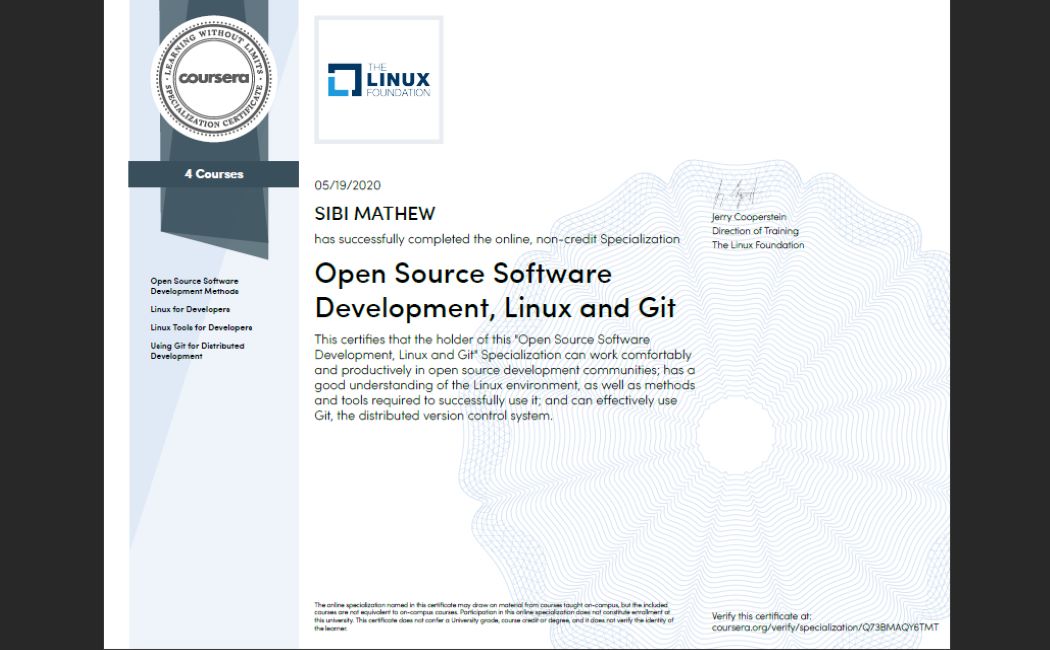 LEARNING WITHOUT LIMITS
coursera
SPECIALIZATION CERTIFICATE
4 Courses
Open Source Software
Development Methods
Linux for Developers
Linux Tools for Developers
Using Git for Distributed
Development
THE
LINUX
FOUNDATION
05/19/2020
SIBI MATHEW
has successfully completed the online, non-credit Specialization
Open Source Software
Development, Linux and Git
This certifies that the holder of this "Open Source Software
Development, Linux and Git" Specialization can work comfortably
and productively in open source development communities; has a
good understanding of the Linux environment, as well as methods
and tools required to successfully use it; and can effectively use
Git, the distributed version control system.
Jerry Cooperstein
Direction of Training
The Linux Foundation
The online specialization named in this certificate may draw on material from courses taught on-campus, but the included
courses are not equivalent to on-campus courses. Participation in this online specialization does not constitute enrollment at
this university. This certificate does not confer a University grade, course credit or degree, and it does not verify the identity of
the learner.
Verify this certificate at:
coursera.org/verify/specialization/Q73BMAQY6TMT